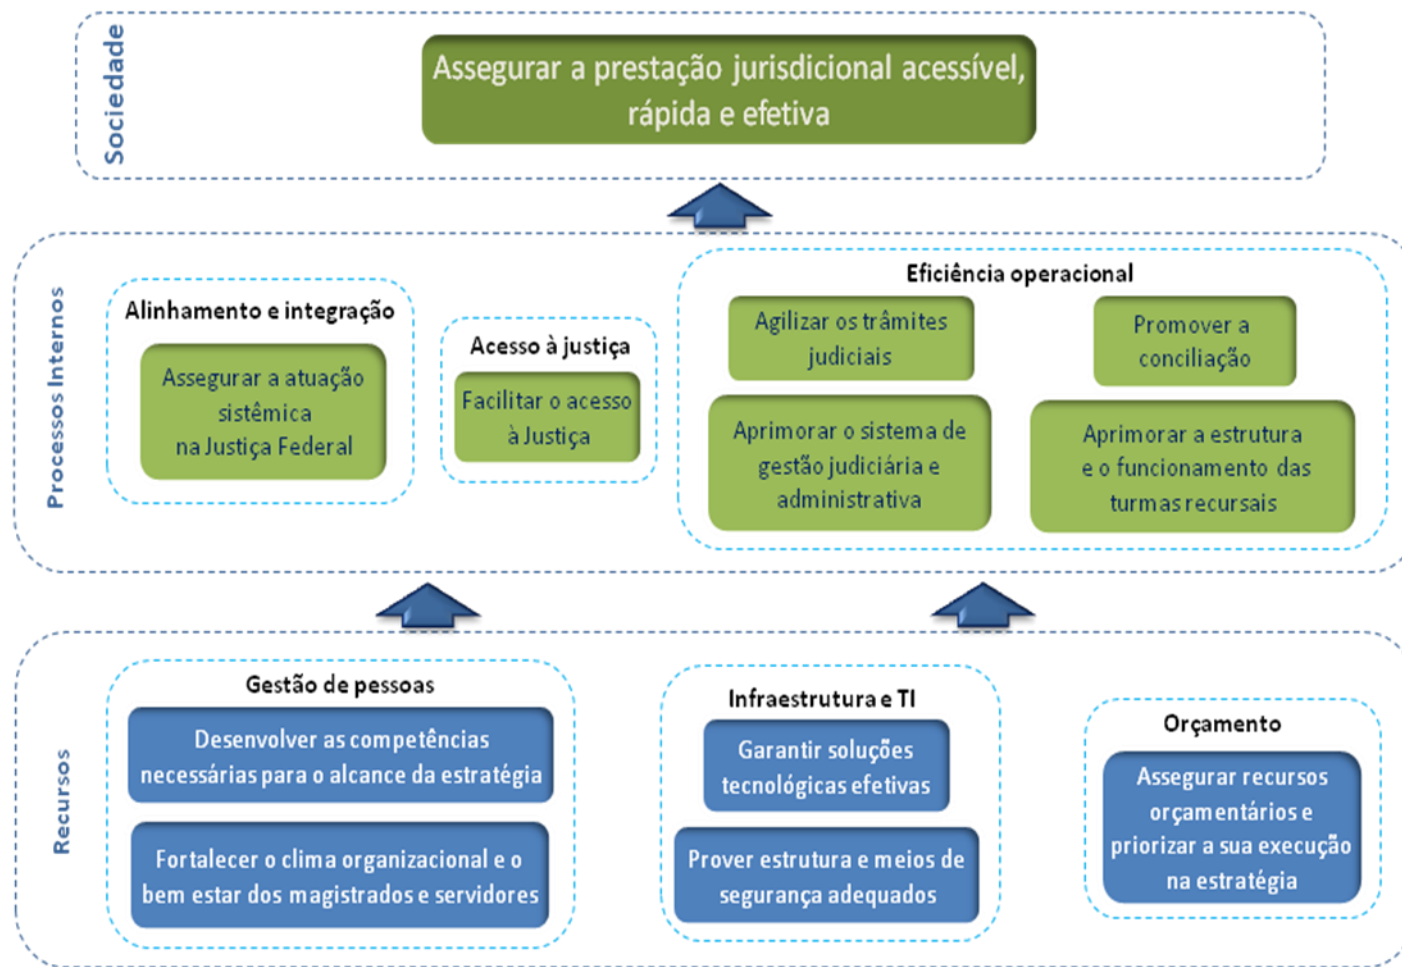 Sociedade
Assegurar a prestação jurisdicional acessível,
rápida e efetiva
Processos Internos
Alinhamento e integração
Assegurar a atuação
sistêmica
na Justiça Federal
Acesso à justiça
Facilitar o acesso
à Justiça
Eficiência operacional
Agilizar os trâmites
judiciais
Promover a
conciliação
Aprimorar o sistema de
gestão judiciária e
administrativa
Aprimorar a estrutura
e o funcionamento das
turmas recursais
Recursos
Gestão de pessoas
Desenvolver as competências
necessárias para o alcance da estratégia
Fortalecer o clima organizacional e o
bem estar dos magistrados e servidores
Infraestrutura e TI
Garantir soluções
tecnológicas efetivas
Prover estrutura e meios de
segurança adequados
Orçamento
Assegurar recursos
orçamentários e
priorizar a sua execução
na estratégia